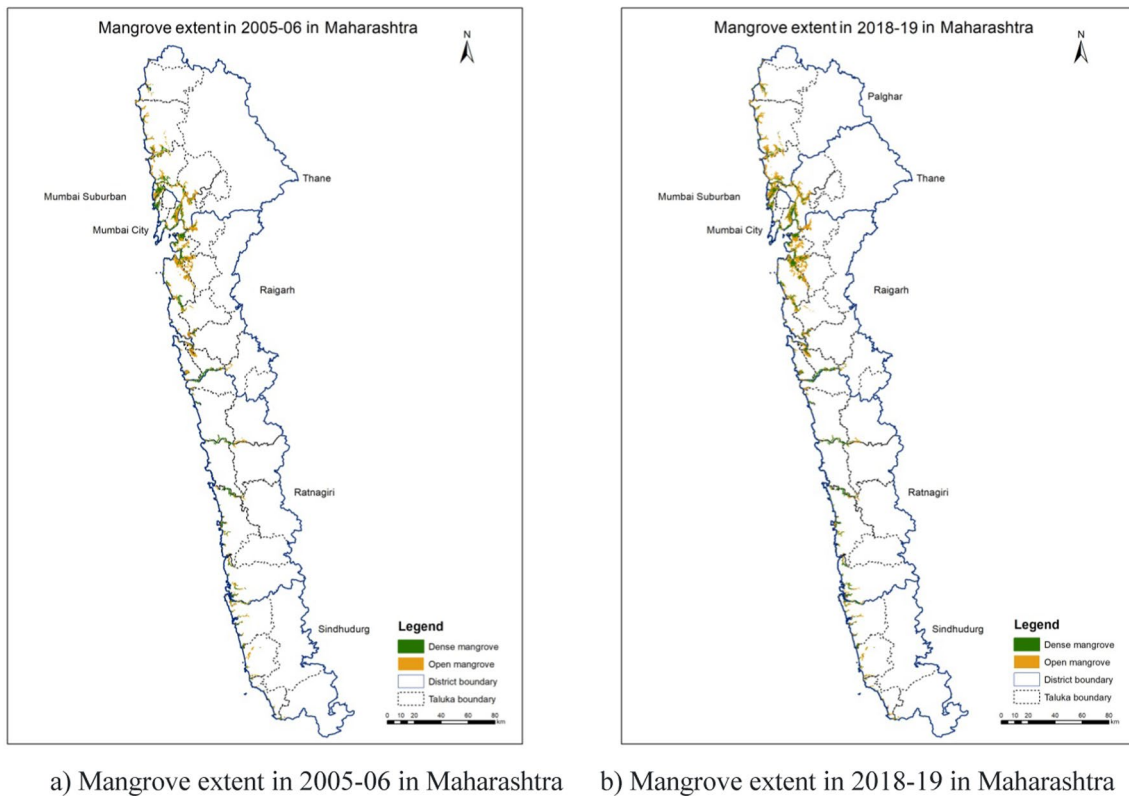 Mangrove extent in 2005-06 in Maharashtra
N
Thane
Mumbai Suburban
Mumbai City
Raigarh
Ratnagiri
Sindhudurg
Legend
Dense mangrove
Open mangrove
District boundary
Taluka boundary
0 10 20 40 60 80
km
Mangrove extent in 2018-19 in Maharashtra
N
Palghar
Thane
Mumbai Suburban
Mumbai City
Raigarh
Ratnagiri
Sindhudurg
Legend
Dense mangrove
Open mangrove
District boundary
Taluka boundary
0 10 20 40 60 80
km
a) Mangrove extent in 2005-06 in Maharashtra
b) Mangrove extent in 2018-19 in Maharashtra